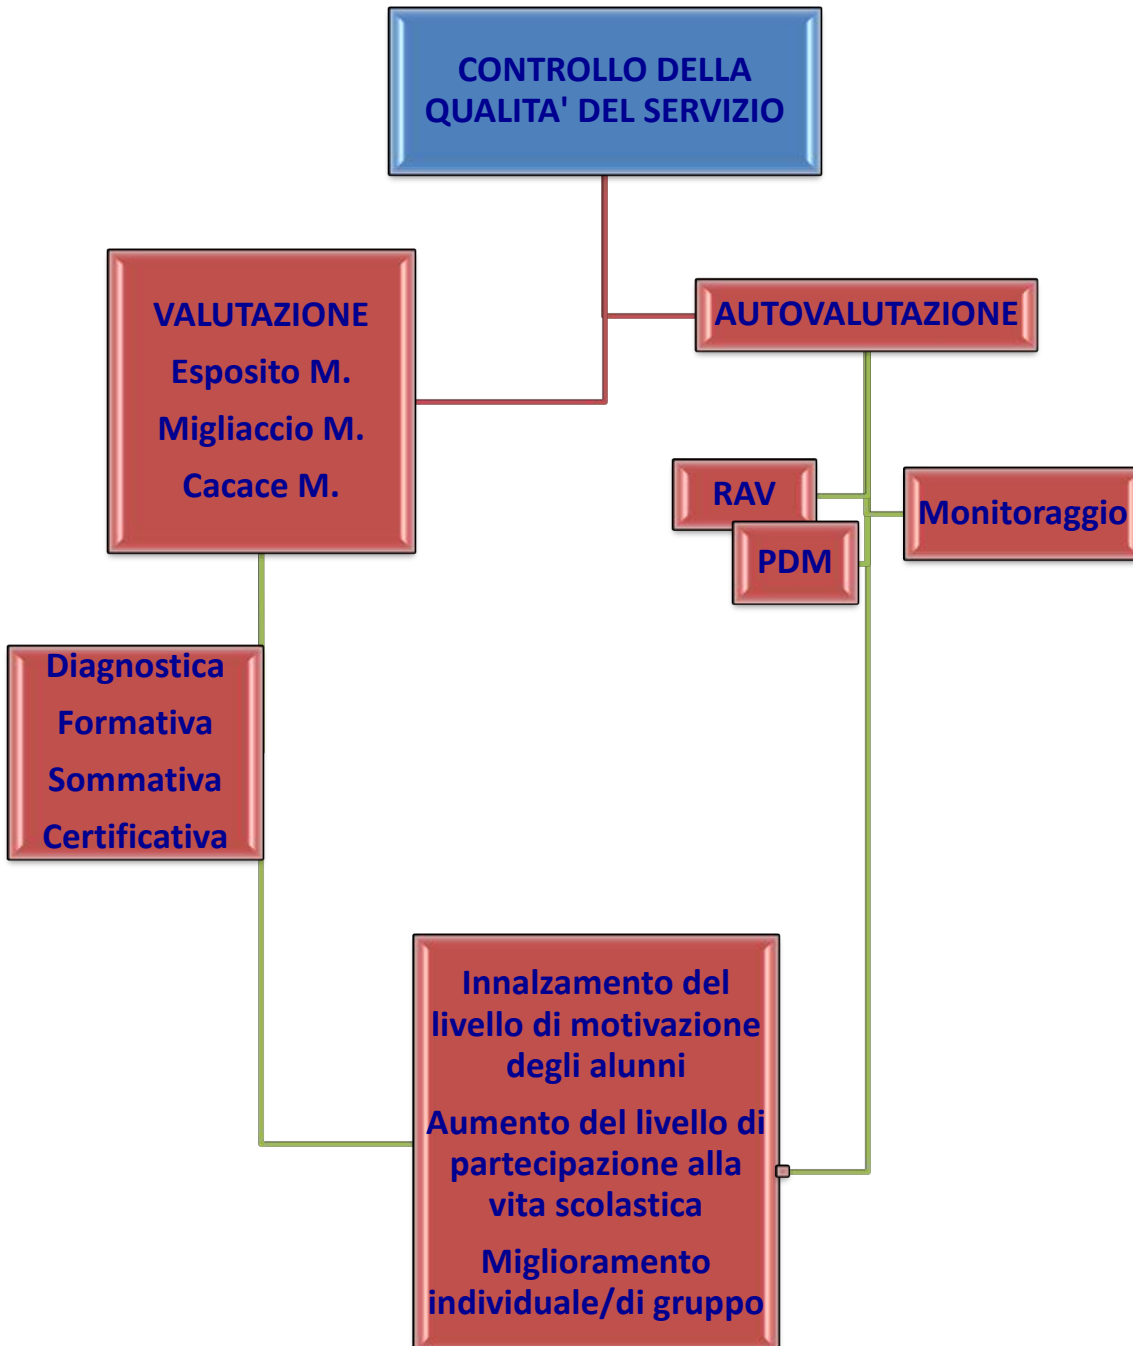 CONTROLLO DELLA
QUALITA' DEL SERVIZIO
VALUTAZIONE
Esposito M.
Migliaccio M.
Cacace M.
AUTOVALUTAZIONE
RAV
PDM
Monitoraggio
Diagnostica
Formativa
Sommativa
Certificativa
Innalzamento del
livello di motivazione
degli alunni
Aumento del livello di
partecipazione alla
vita scolastica
Miglioramento
individuale/di gruppo